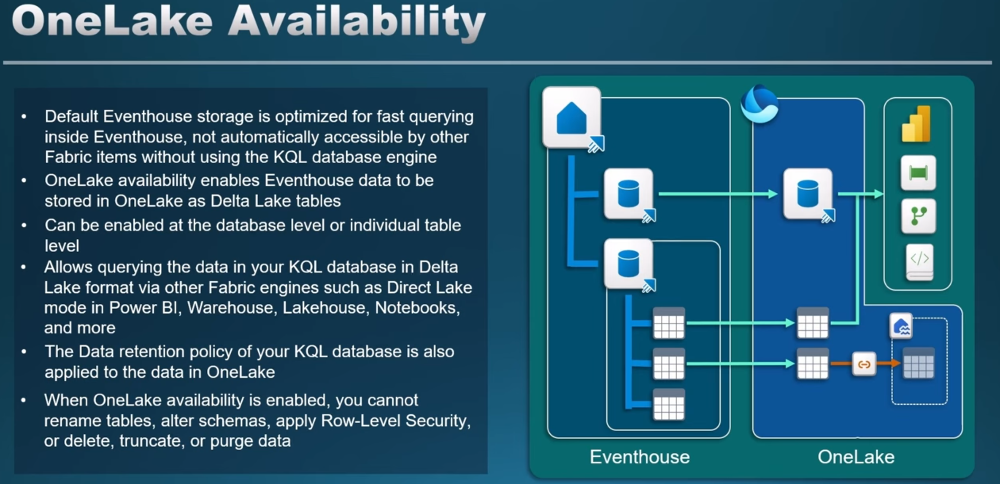 OneLake Availability
• Default Eventhouse storage is optimized for fast querying
inside Eventhouse, not automatically accessible by other
Fabric items without using the KQL database engine
• OneLake availability enables Eventhouse data to be
stored in OneLake as Delta Lake tables
• Can be enabled at the database level or individual table
level
• Allows querying the data in your KQL database in Delta
Lake format via other Fabric engines such as Direct Lake
mode in Power BI, Warehouse, Lakehouse, Notebooks,
and more
• The Data retention policy of your KQL database is also
applied to the data in OneLake
• When OneLake availability is enabled, you cannot
rename tables, alter schemas, apply Row-Level Security,
or delete, truncate, or purge data
</>
Eventhouse
OneLake